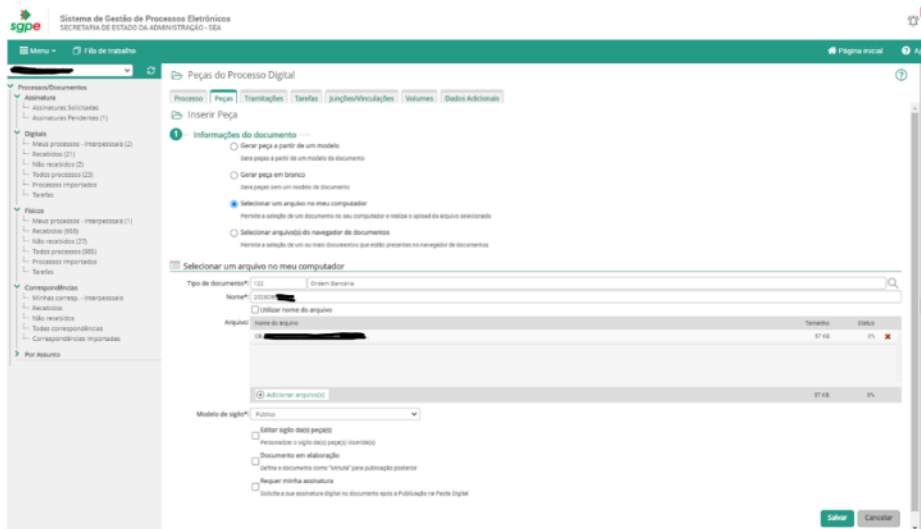 sgpe
Sistema de Gestão de Processos Eletrônicos
SECRETARIA DE ESTADO DA ADMINISTRAÇÃO - SEA
Menu
Fila de trabalho
Página inicial
Processos/Documentos
Assinatura
Assinaturas Solicitadas
Assinaturas Pendentes (1)
Digitais
Meus processos - Interpessoais (2)
Recebidos (21)
Não recebidos (2)
Todos processos (23)
Processos importados
Tarefas
Físicos
Meus processos - Interpessoais (1)
Recebidos (958)
Não recebidos (27)
Todos processos (985)
Processos importados
Tarefas
Correspondências
Minhas corresp. - Interpessoais
Recebidas
Não recebidas
Todas correspondências
Correspondências importadas
Por Assunto
Peças do Processo Digital
Processo Peças Tramitações Tarefas Junções/Vinculações Volumes Dados Adicionais
Inserir Peça
1 Informações do documento
Gerar peça a partir de um modelo
Gera peças a partir de um modelo de documento
Gerar peça em branco
Gera peças sem um modelo de documento
Selecionar um arquivo no meu computador
Permite a seleção de um documento no seu computador e realiza o upload do arquivo selecionado
Selecionar arquivo(s) do navegador de documentos
Permite a seleção de um ou mais documentos que estão presentes no navegador de documentos
Selecionar um arquivo no meu computador
Tipo de documento*: 122 Ordem Bancária
Nome*:
Utilizar nome do arquivo
Arquivo: Nome do arquivo Tamanho Status
57 KB 0%
Adicionar arquivo(s) 57 KB 0%
Modelo de sigilo*: Público
Editar sigilo da(s) peça(s)
Personalizar o sigilo da(s) peça(s) inserida(s)
Documento em elaboração
Define o documento como "Minuta" para publicação posterior
Requer minha assinatura
Solicita a sua assinatura digital no documento após a Publicação na Pasta Digital
Salvar Cancelar